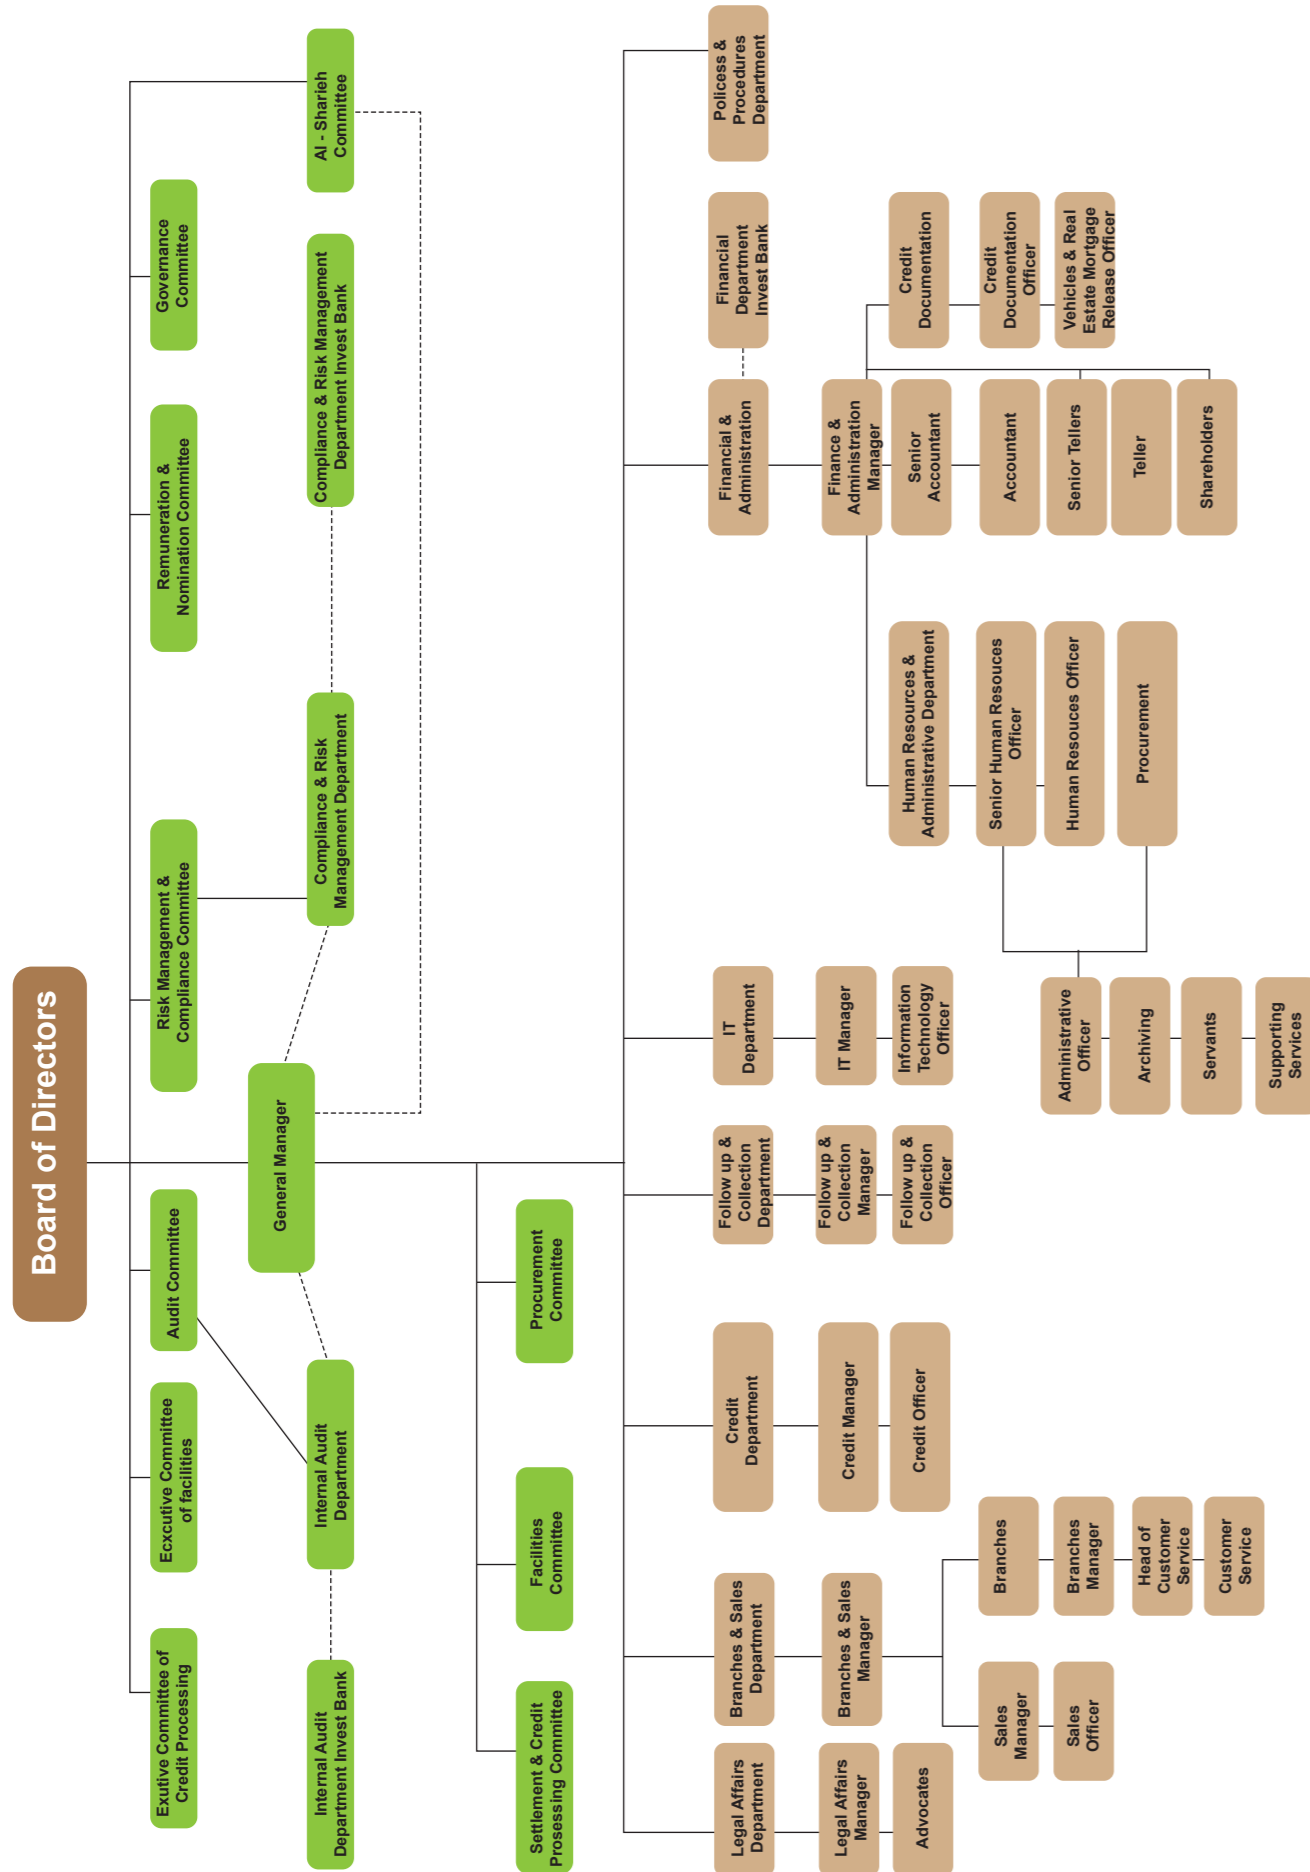 Board of Directors
Exutive Committee of
Credit Processing
Ecxcutive Committee
of facilities
Audit Committee
Risk Management &
Compliance Committee
Remuneration &
Nomination Committee
Governance
Committee
General Manager
Internal Audit
Department Invest Bank
Internal Audit
Department
Compliance & Risk
Management Department
Compliance & Risk Management
Department Invest Bank
Al - Sharieh
Committee
Settlement & Credit
Prosessing Committee
Facilities
Committee
Procurement
Committee
Legal Affairs
Department
Legal Affairs
Manager
Advocates
Branches & Sales
Department
Branches & Sales
Manager
Sales
Manager
Sales
Officer
Branches
Branches
Manager
Head of
Customer
Service
Customer
Service
Credit
Department
Credit Manager
Credit Officer
Follow up &
Collection
Department
Follow up &
Collection
Manager
Follow up &
Collection
Officer
IT
Department
IT Manager
Information
Technology
Officer
Financial &
Administration
Financial
Department
Invest Bank
Finance &
Administration
Manager
Human Resources &
Administrative Department
Senior Human Resouces
Officer
Human Resouces Officer
Procurement
Administrative
Officer
Archiving
Servants
Supporting
Services
Senior
Accountant
Accountant
Senior Tellers
Teller
Shareholders
Credit
Documentation
Credit
Documentation
Officer
Vehicles & Real
Estate Mortgage
Release Officer
Policess &
Procedures
Department